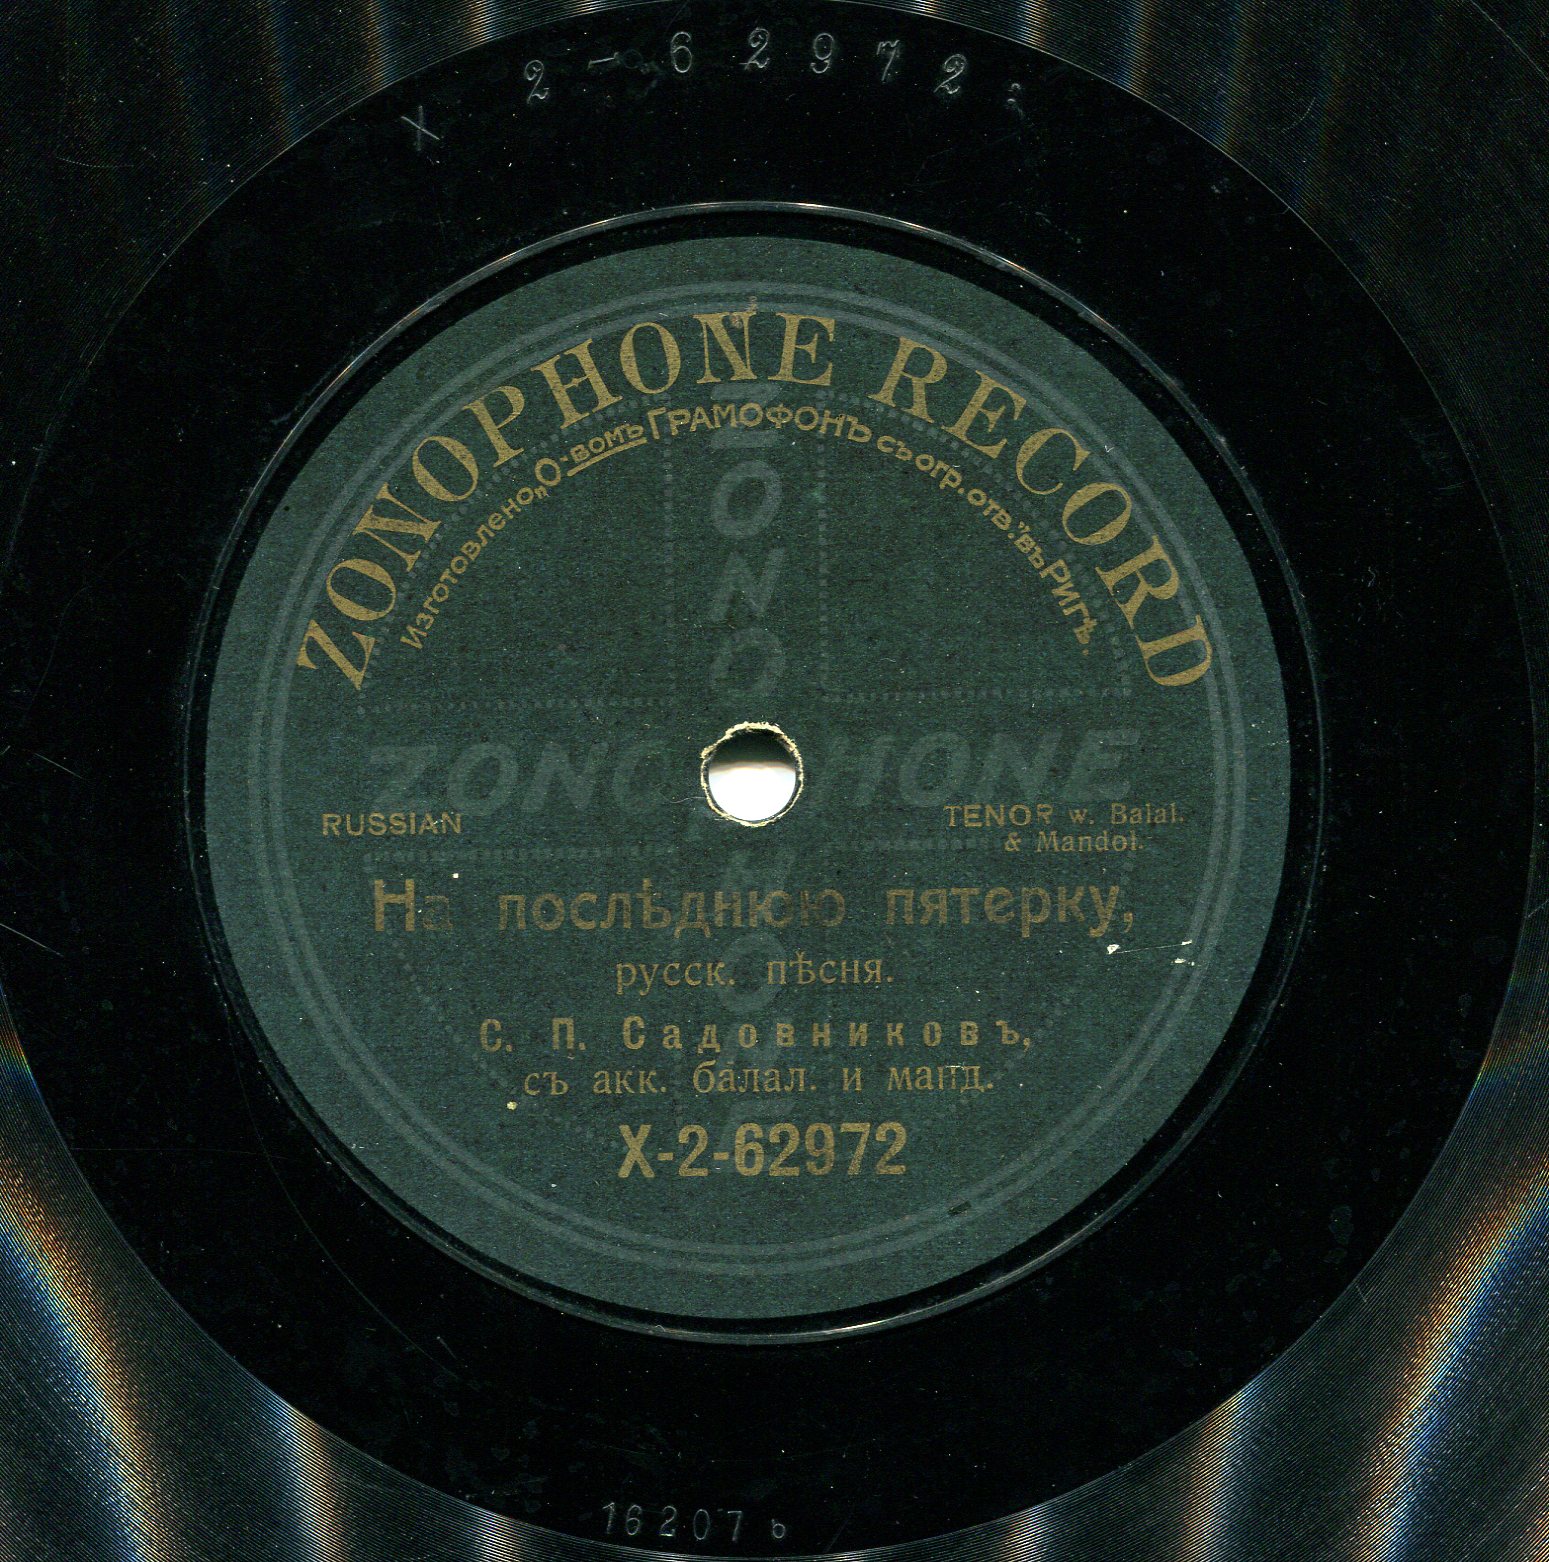 X 2-62972
ZONOPHONE RECORD
Изготовлено „О-вомъ ГРАМОФОНЪ съ огр. отв.“ въ РИГѢ.
ZONOPHONE
ZONOPHONE
RUSSIAN
TENOR w. Balal.
& Mandol.
На послѣднюю пятерку,
русск. пѣсня.
С. П. Садовниковъ,
съ акк. балал. и манд.
X-2-62972
16207 b